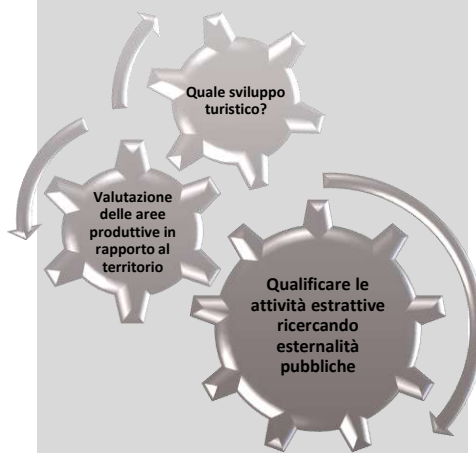 Quale sviluppo
turistico?
Valutazione
delle aree
produttive in
rapporto al
territorio
Qualificare le
attività estrattive
ricercando
esternalità
pubbliche